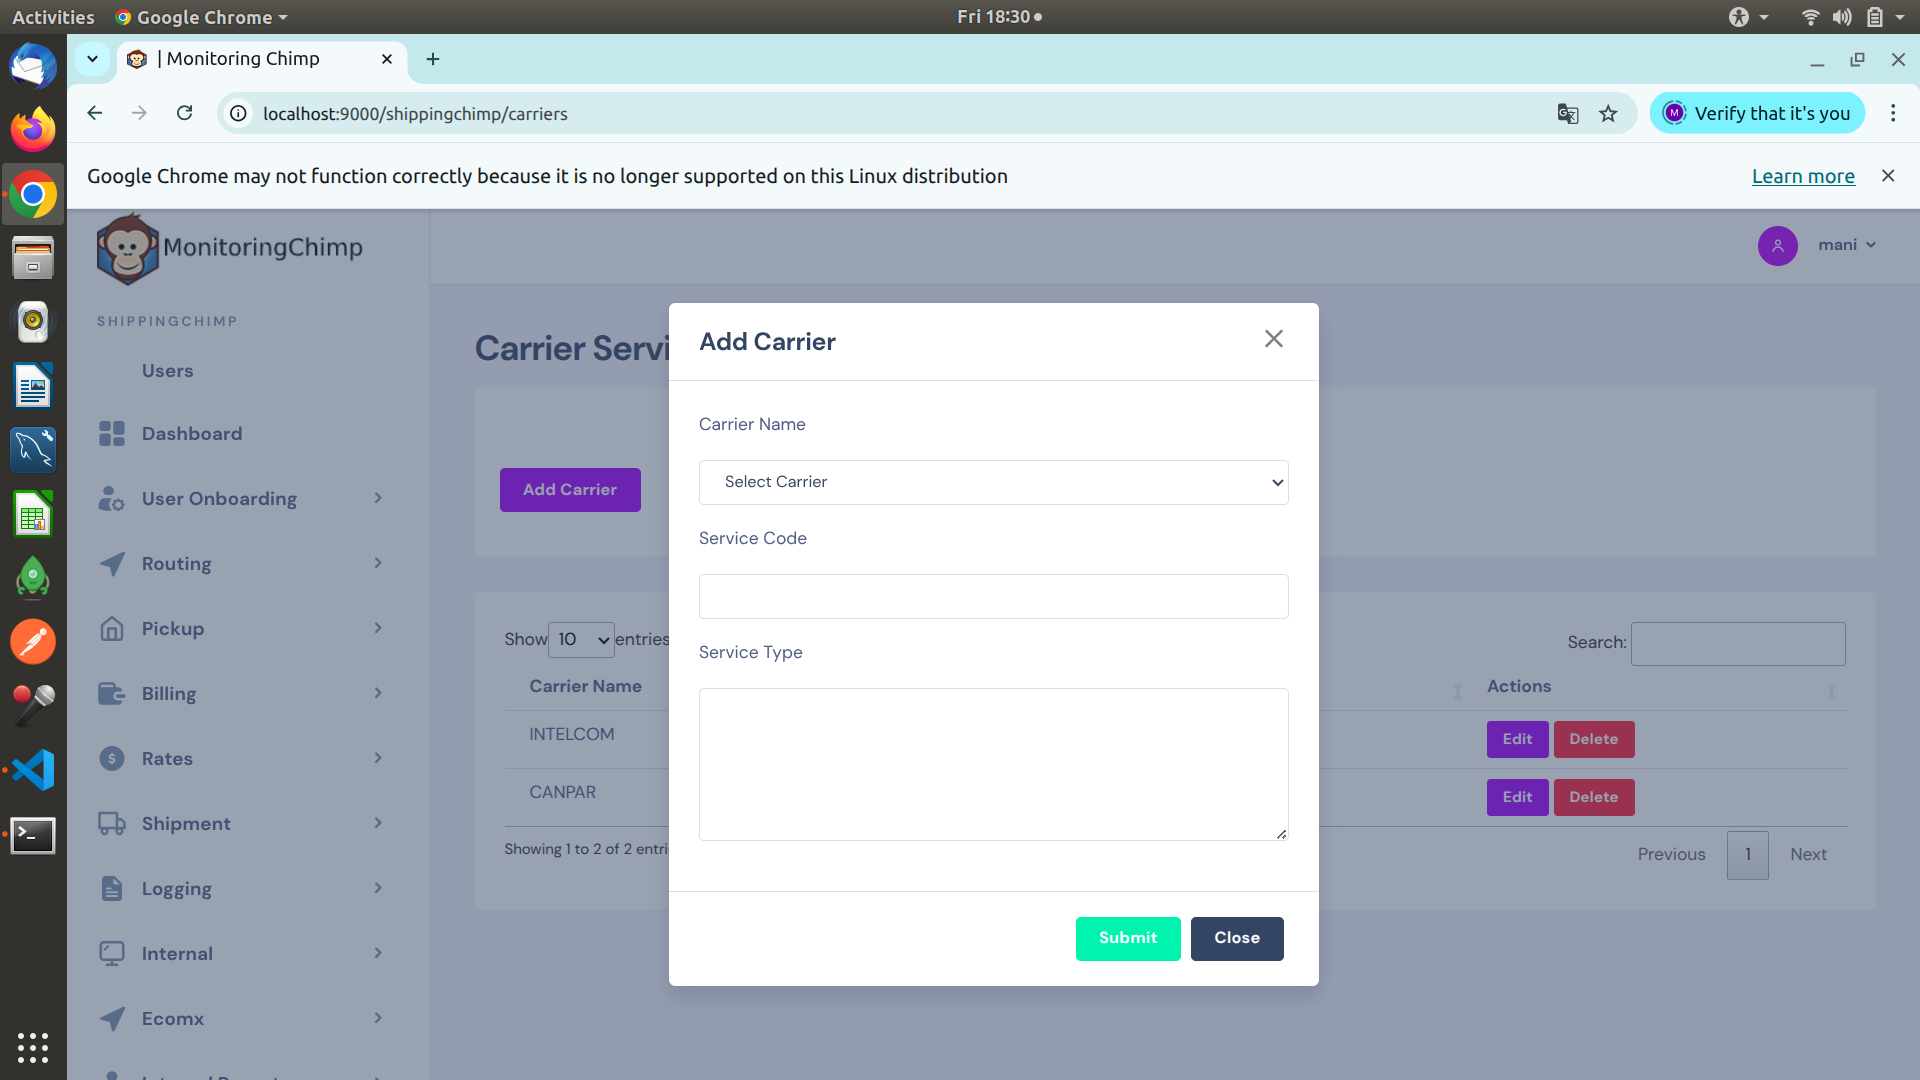 Activities
Google Chrome
Fri 18:30
| Monitoring Chimp
localhost:9000/shippingchimp/carriers
M
Verify that it's you
Google Chrome may not function correctly because it is no longer supported on this Linux distribution
Learn more
MonitoringChimp
mani
SHIPPINGCHIMP
Users
Dashboard
User Onboarding
Routing
Pickup
Billing
Rates
Shipment
Logging
Internal
Ecomx
Carrier Servi
Add Carrier
Show 10 entries
Search:
Carrier Name
Actions
INTELCOM
Edit Delete
CANPAR
Edit Delete
Showing 1 to 2 of 2 entri
Previous 1 Next
Add Carrier
Carrier Name
Select Carrier
Service Code
Service Type
Submit
Close